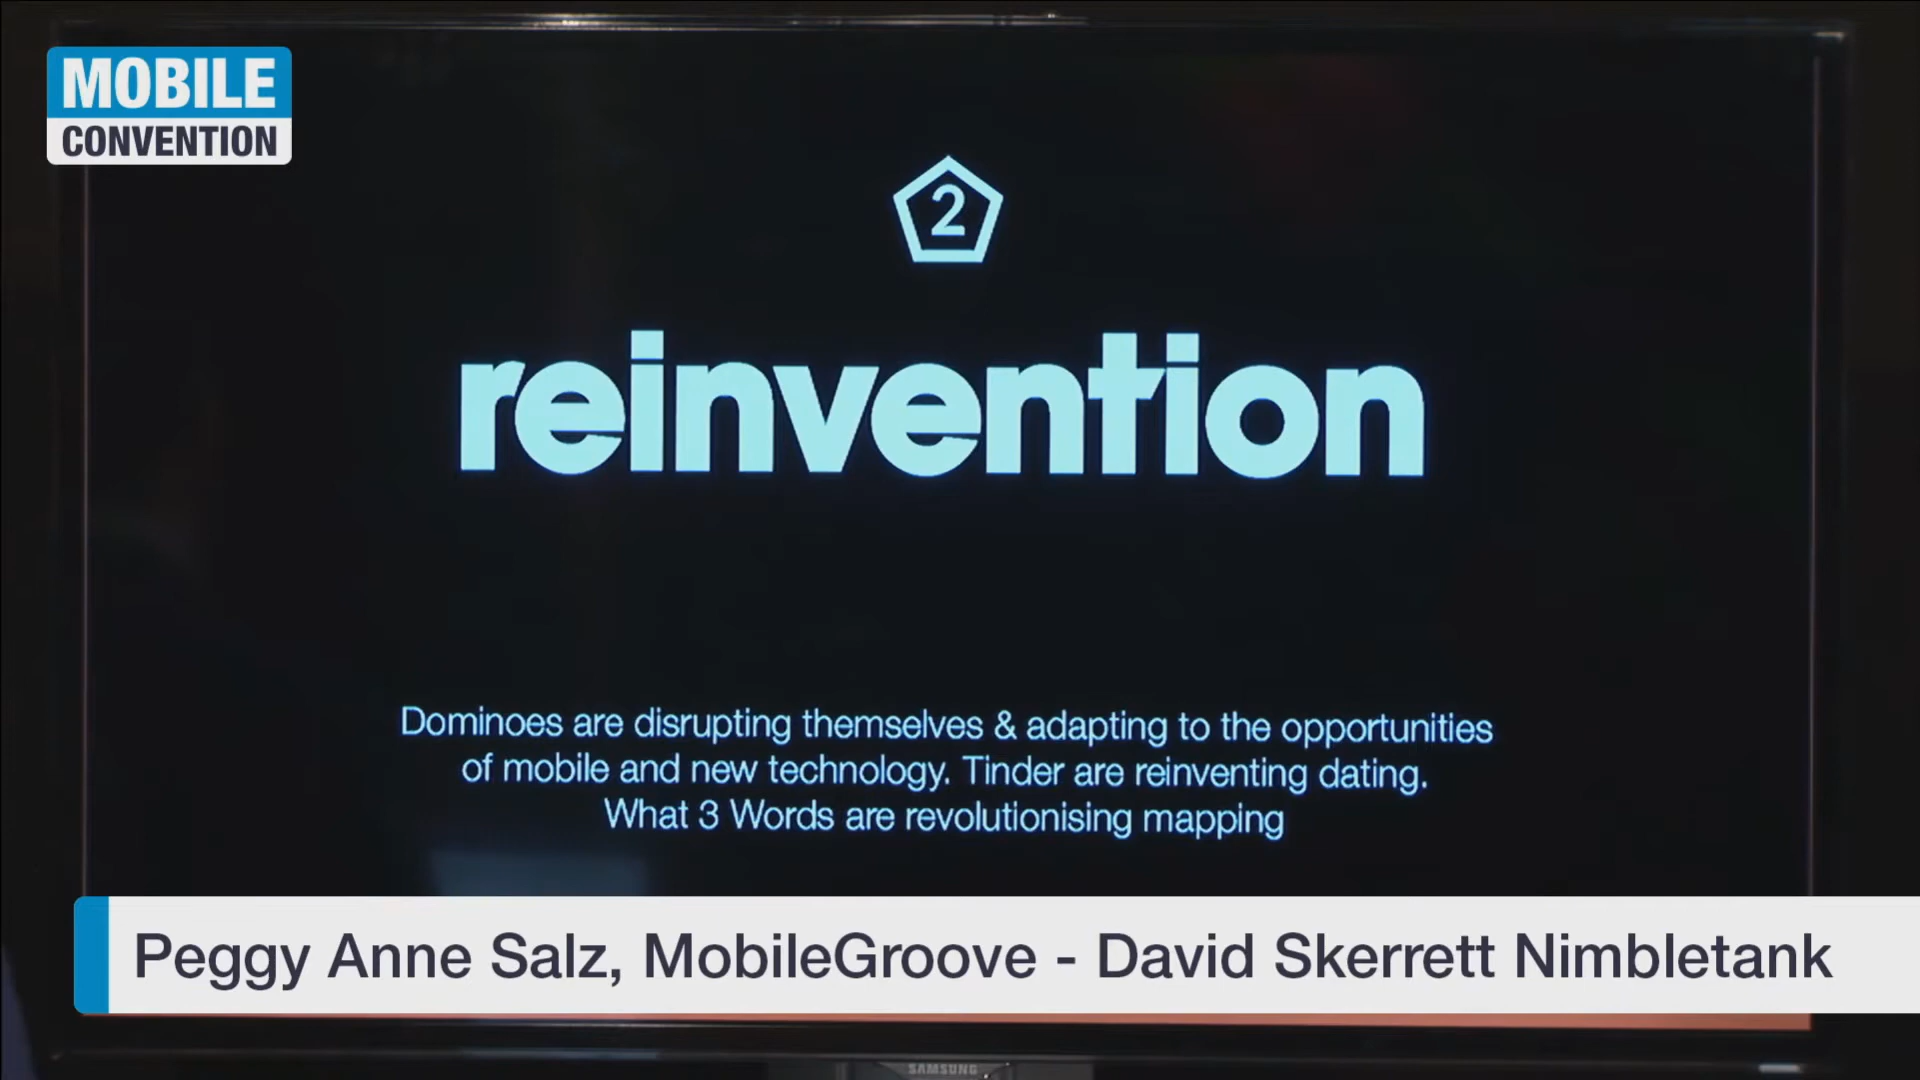 MOBILE
CONVENTION
2
reinvention
Dominoes are disrupting themselves & adapting to the opportunities
of mobile and new technology. Tinder are reinventing dating.
What 3 Words are revolutionising mapping
Peggy Anne Salz, MobileGroove - David Skerrett Nimbletank
SAMSUNG